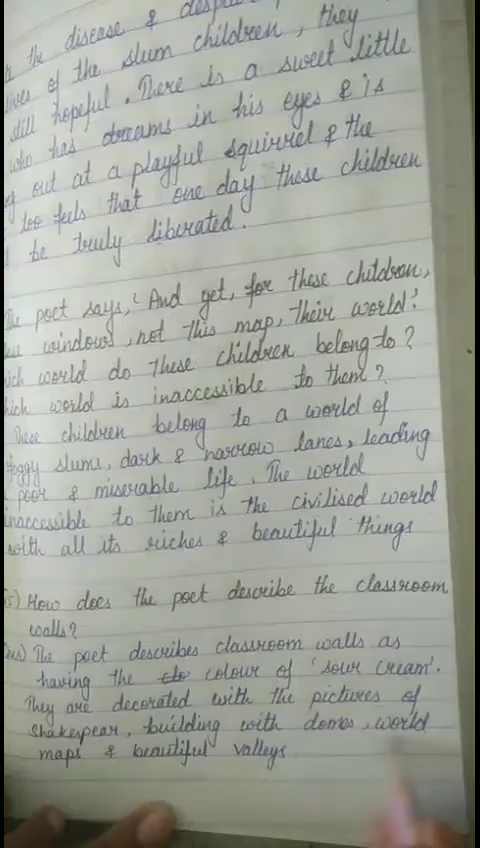 the disease & despair
lives of the slum children, they
still hopeful. There is a sweet little
who has dreams in his eyes & is
out at a playful squirrel & the
too feels that one day these children
be truly liberated.
The poet says, 'And yet, for these children,
windows, not this map, their world'.
which world do these children belong to?
which world is inaccessible to them?
These children belong to a world of
foggy slums, dark & narrow lanes, leading
poor & miserable life. The world
inaccessible to them is the civilised world
with all its riches & beautiful things
How does the poet describe the classroom
walls?
Ans) The poet describes classroom walls as
having the colour of 'sour cream'.
They are decorated with the pictures of
Shakespear, building with domes, world
maps & beautiful valleys